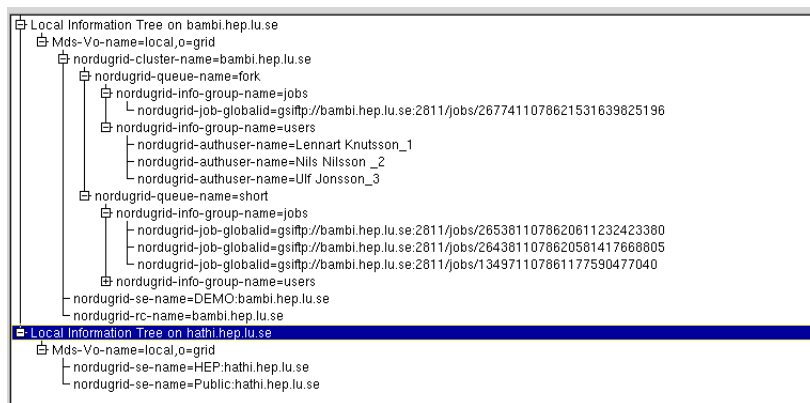 Local Information Tree on bambi.hep.lu.se
Mds-Vo-name=local,o=grid
nordugrid-cluster-name=bambi.hep.lu.se
nordugrid-queue-name=fork
nordugrid-info-group-name=jobs
nordugrid-job-globalid=gsiftp://bambi.hep.lu.se:2811/jobs/2677411078621531639825196
nordugrid-info-group-name=users
nordugrid-authuser-name=Lennart Knutsson_1
nordugrid-authuser-name=Nils Nilsson _2
nordugrid-authuser-name=Ulf Jonsson_3
nordugrid-queue-name=short
nordugrid-info-group-name=jobs
nordugrid-job-globalid=gsiftp://bambi.hep.lu.se:2811/jobs/2653811078620611232423380
nordugrid-job-globalid=gsiftp://bambi.hep.lu.se:2811/jobs/2643811078620581417668805
nordugrid-job-globalid=gsiftp://bambi.hep.lu.se:2811/jobs/134971107861177590477040
nordugrid-info-group-name=users
nordugrid-se-name=DEMO:bambi.hep.lu.se
nordugrid-rc-name=bambi.hep.lu.se
Local Information Tree on hathi.hep.lu.se
Mds-Vo-name=local,o=grid
nordugrid-se-name=HEP:hathi.hep.lu.se
nordugrid-se-name=Public:hathi.hep.lu.se